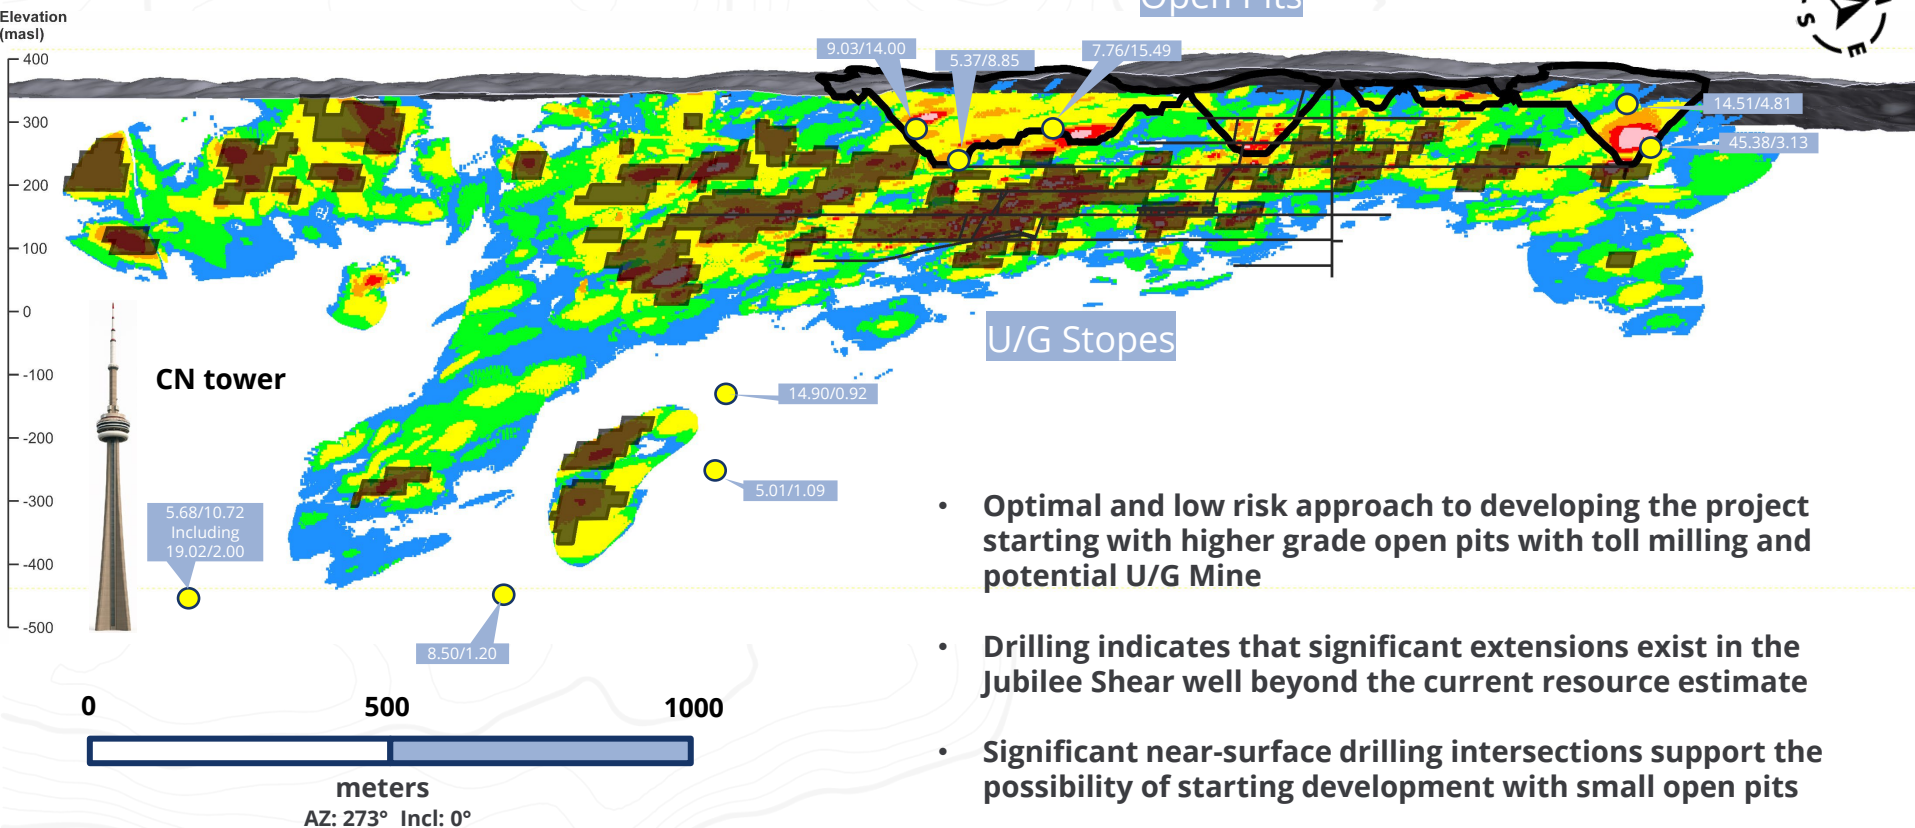 Open Pits
Elevation
(masl)
S
E
400
300
200
100
0
-100
-200
-300
-400
-500
9.03/14.00
5.37/8.85
7.76/15.49
14.51/4.81
45.38/3.13
U/G Stopes
CN tower
14.90/0.92
5.01/1.09
5.68/10.72
Including
19.02/2.00
8.50/1.20
0 500 1000
meters
AZ: 273° Incl: 0°
• Optimal and low risk approach to developing the project
starting with higher grade open pits with toll milling and
potential U/G Mine
• Drilling indicates that significant extensions exist in the
Jubilee Shear well beyond the current resource estimate
• Significant near-surface drilling intersections support the
possibility of starting development with small open pits